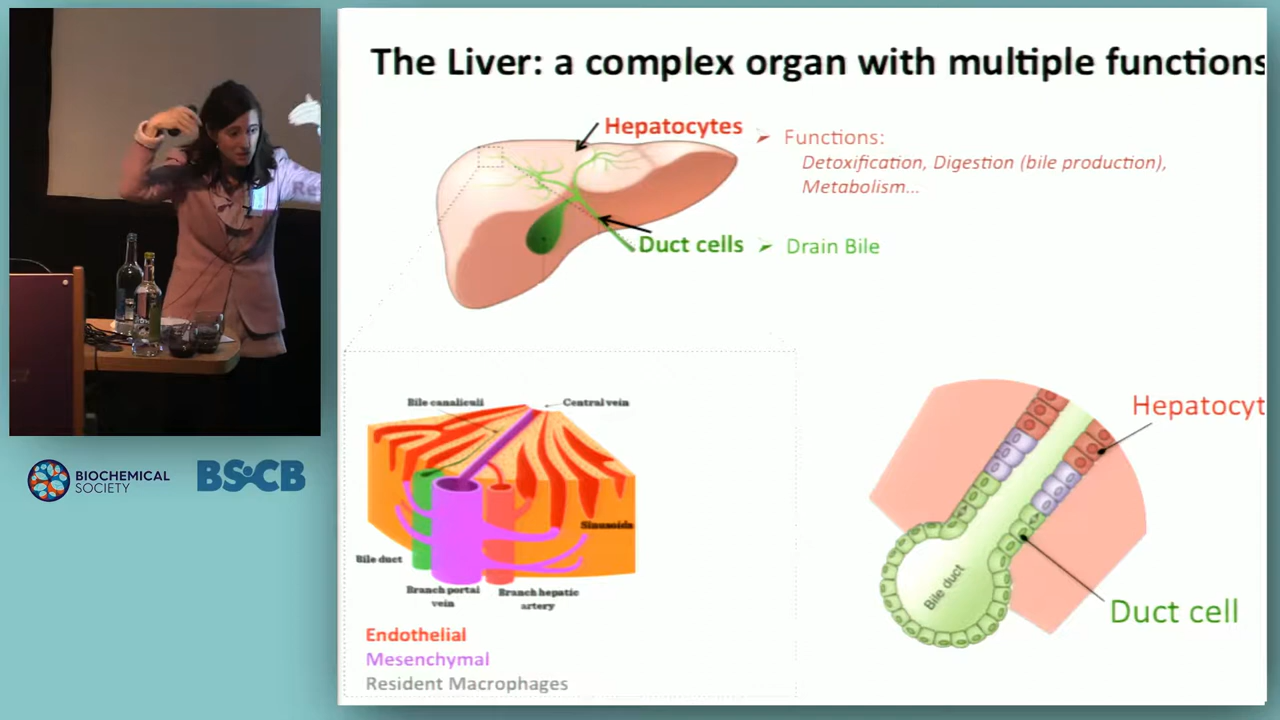 The Liver: a complex organ with multiple functions
Hepatocytes
Functions:
Detoxification, Digestion (bile production),
Metabolism...
Duct cells
Drain Bile
Bile canaliculi
Central vein
Sinusoids
Bile duct
Branch portal
vein
Branch hepatic
artery
Endothelial
Mesenchymal
Resident Macrophages
Hepatocyt
Bile duct
Duct cell
BIOCHEMICAL
SOCIETY
BSCB
Re